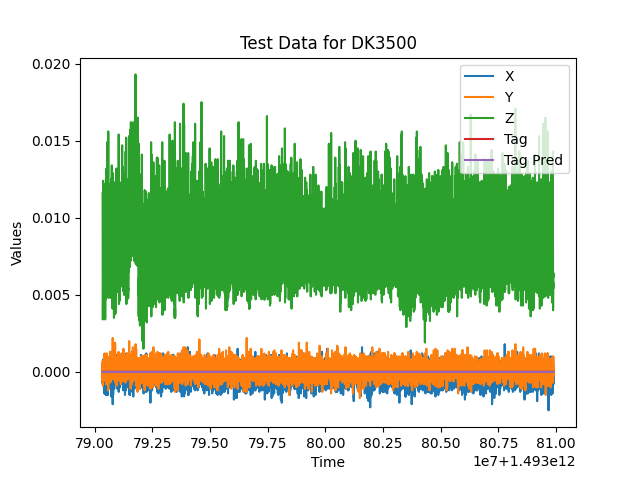 Test Data for DK3500
X
Y
Z
Tag
Tag Pred
Values
0.020
0.015
0.010
0.005
0.000
79.00 79.25 79.50 79.75 80.00 80.25 80.50 80.75 81.00
Time
1e7+1.493e12